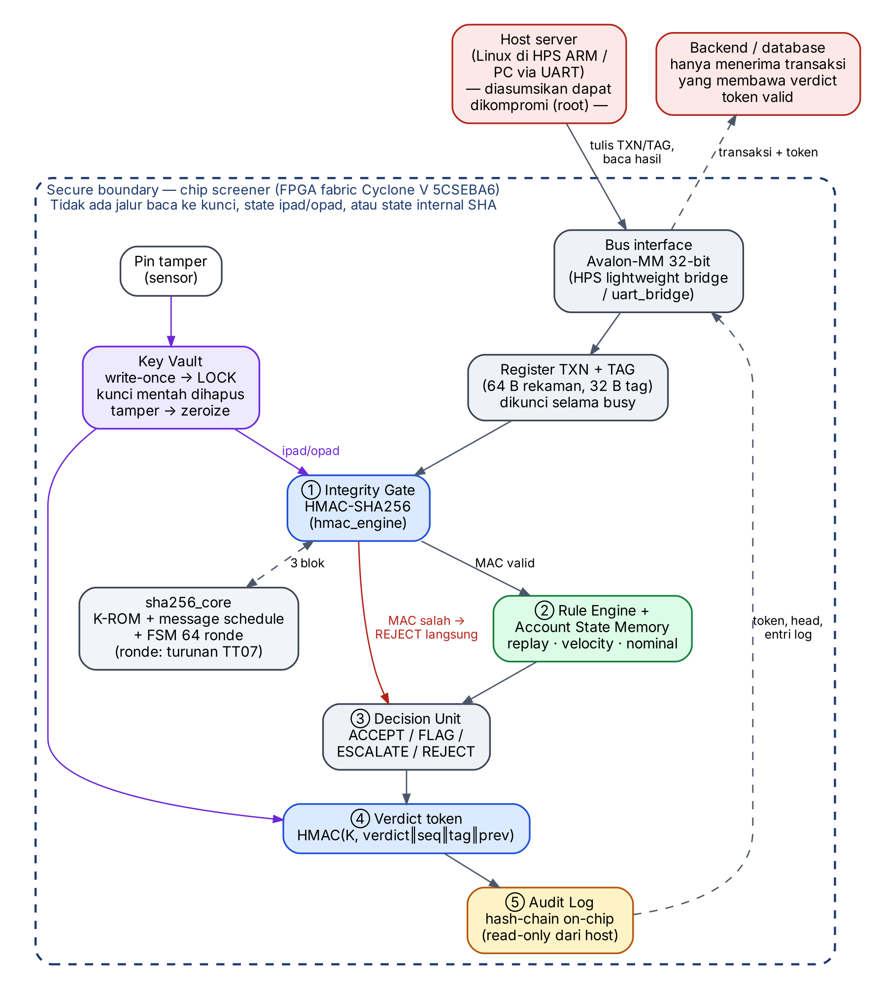 Host server
(Linux di HPS ARM /
PC via UART)
— diasumsikan dapat
dikompromi (root) —
Backend / database
hanya menerima transaksi
yang membawa verdict
token valid
tulis TXN/TAG,
baca hasil
transaksi + token
Secure boundary — chip screener (FPGA fabric Cyclone V 5CSEBA6)
Tidak ada jalur baca ke kunci, state ipad/opad, atau state internal SHA
Pin tamper
(sensor)
Bus interface
Avalon-MM 32-bit
(HPS lightweight bridge
/ uart_bridge)
Key Vault
write-once → LOCK
kunci mentah dihapus
tamper → zeroize
Register TXN + TAG
(64 B rekaman, 32 B tag)
dikunci selama busy
ipad/opad
① Integrity Gate
HMAC-SHA256
(hmac_engine)
3 blok
MAC valid
sha256_core
K-ROM + message schedule
+ FSM 64 ronde
(ronde: turunan TT07)
MAC salah →
REJECT langsung
② Rule Engine +
Account State Memory
replay · velocity · nominal
token, head,
entri log
③ Decision Unit
ACCEPT / FLAG /
ESCALATE / REJECT
④ Verdict token
HMAC(K, verdict‖seq‖tag‖prev)
⑤ Audit Log
hash-chain on-chip
(read-only dari host)